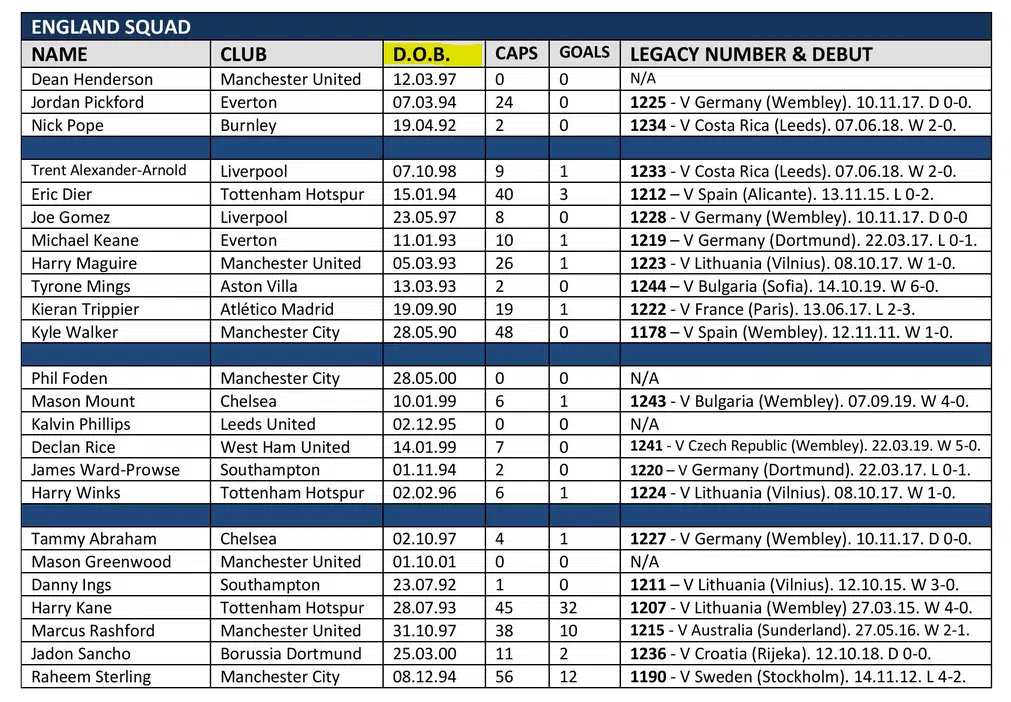 ENGLAND SQUAD
NAME CLUB D.O.B. CAPS GOALS LEGACY NUMBER & DEBUT
Dean Henderson Manchester United 12.03.97 0 0 N/A
Jordan Pickford Everton 07.03.94 24 0 1225 - V Germany (Wembley). 10.11.17. D 0-0.
Nick Pope Burnley 19.04.92 2 0 1234 - V Costa Rica (Leeds). 07.06.18. W 2-0.
Trent Alexander-Arnold Liverpool 07.10.98 9 1 1233 - V Costa Rica (Leeds). 07.06.18. W 2-0.
Eric Dier Tottenham Hotspur 15.01.94 40 3 1212 – V Spain (Alicante). 13.11.15. L 0-2.
Joe Gomez Liverpool 23.05.97 8 0 1228 - V Germany (Wembley). 10.11.17. D 0-0
Michael Keane Everton 11.01.93 10 1 1219 – V Germany (Dortmund). 22.03.17. L 0-1.
Harry Maguire Manchester United 05.03.93 26 1 1223 - V Lithuania (Vilnius). 08.10.17. W 1-0.
Tyrone Mings Aston Villa 13.03.93 2 0 1244 – V Bulgaria (Sofia). 14.10.19. W 6-0.
Kieran Trippier Atlético Madrid 19.09.90 19 1 1222 - V France (Paris). 13.06.17. L 2-3.
Kyle Walker Manchester City 28.05.90 48 0 1178 – V Spain (Wembley). 12.11.11. W 1-0.
Phil Foden Manchester City 28.05.00 0 0 N/A
Mason Mount Chelsea 10.01.99 6 1 1243 - V Bulgaria (Wembley). 07.09.19. W 4-0.
Kalvin Phillips Leeds United 02.12.95 0 0 N/A
Declan Rice West Ham United 14.01.99 7 0 1241 - V Czech Republic (Wembley). 22.03.19. W 5-0.
James Ward-Prowse Southampton 01.11.94 2 0 1220 – V Germany (Dortmund). 22.03.17. L 0-1.
Harry Winks Tottenham Hotspur 02.02.96 6 1 1224 - V Lithuania (Vilnius). 08.10.17. W 1-0.
Tammy Abraham Chelsea 02.10.97 4 1 1227 - V Germany (Wembley). 10.11.17. D 0-0.
Mason Greenwood Manchester United 01.10.01 0 0 N/A
Danny Ings Southampton 23.07.92 1 0 1211 – V Lithuania (Vilnius). 12.10.15. W 3-0.
Harry Kane Tottenham Hotspur 28.07.93 45 32 1207 - V Lithuania (Wembley) 27.03.15. W 4-0.
Marcus Rashford Manchester United 31.10.97 38 10 1215 - V Australia (Sunderland). 27.05.16. W 2-1.
Jadon Sancho Borussia Dortmund 25.03.00 11 2 1236 - V Croatia (Rijeka). 12.10.18. D 0-0.
Raheem Sterling Manchester City 08.12.94 56 12 1190 - V Sweden (Stockholm). 14.11.12. L 4-2.